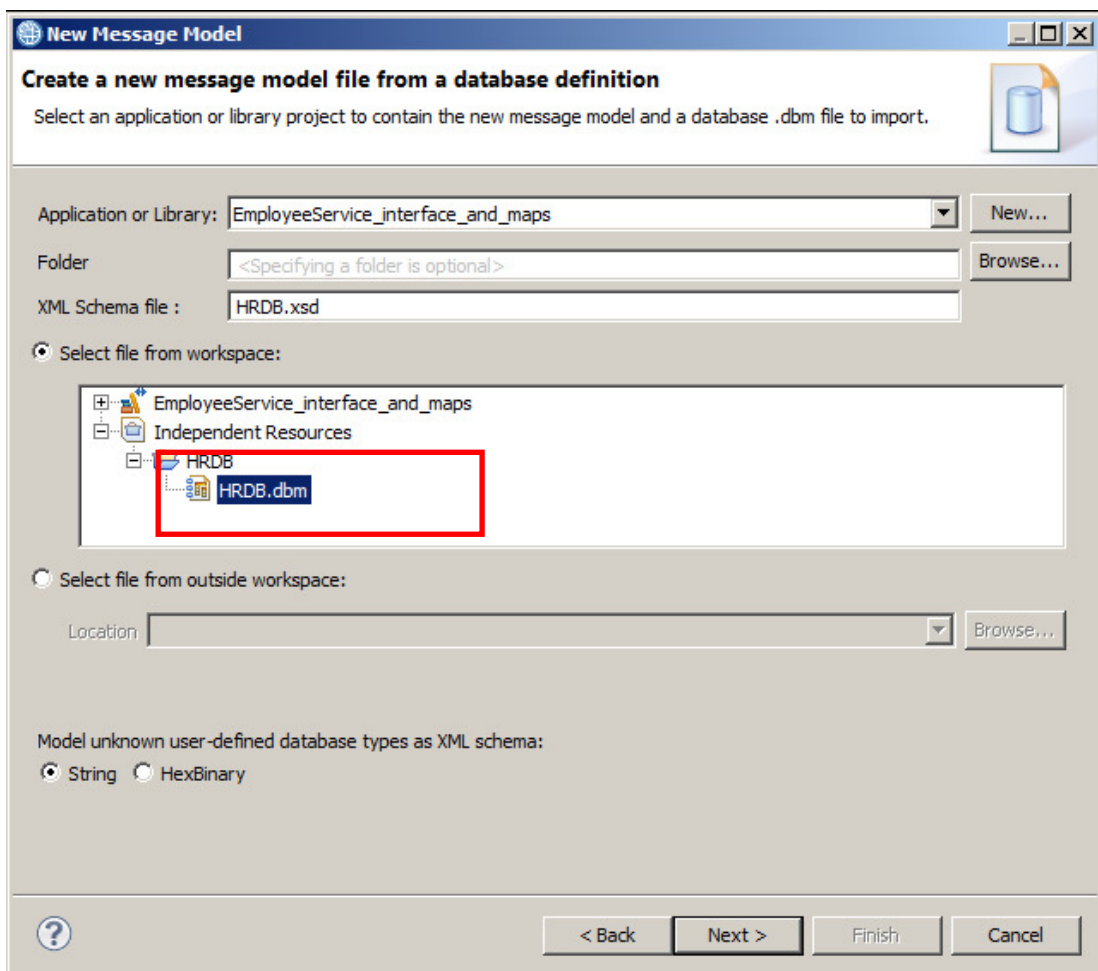 New Message Model
Create a new message model file from a database definition
Select an application or library project to contain the new message model and a database .dbm file to import.
Application or Library: EmployeeService_interface_and_maps New...
Folder <Specifying a folder is optional> Browse...
XML Schema file : HRDB.xsd
Select file from workspace:
EmployeeService_interface_and_maps
Independent Resources
HRDB
HRDB.dbm
Select file from outside workspace:
Location Browse...
Model unknown user-defined database types as XML schema:
String HexBinary
? < Back Next > Finish Cancel